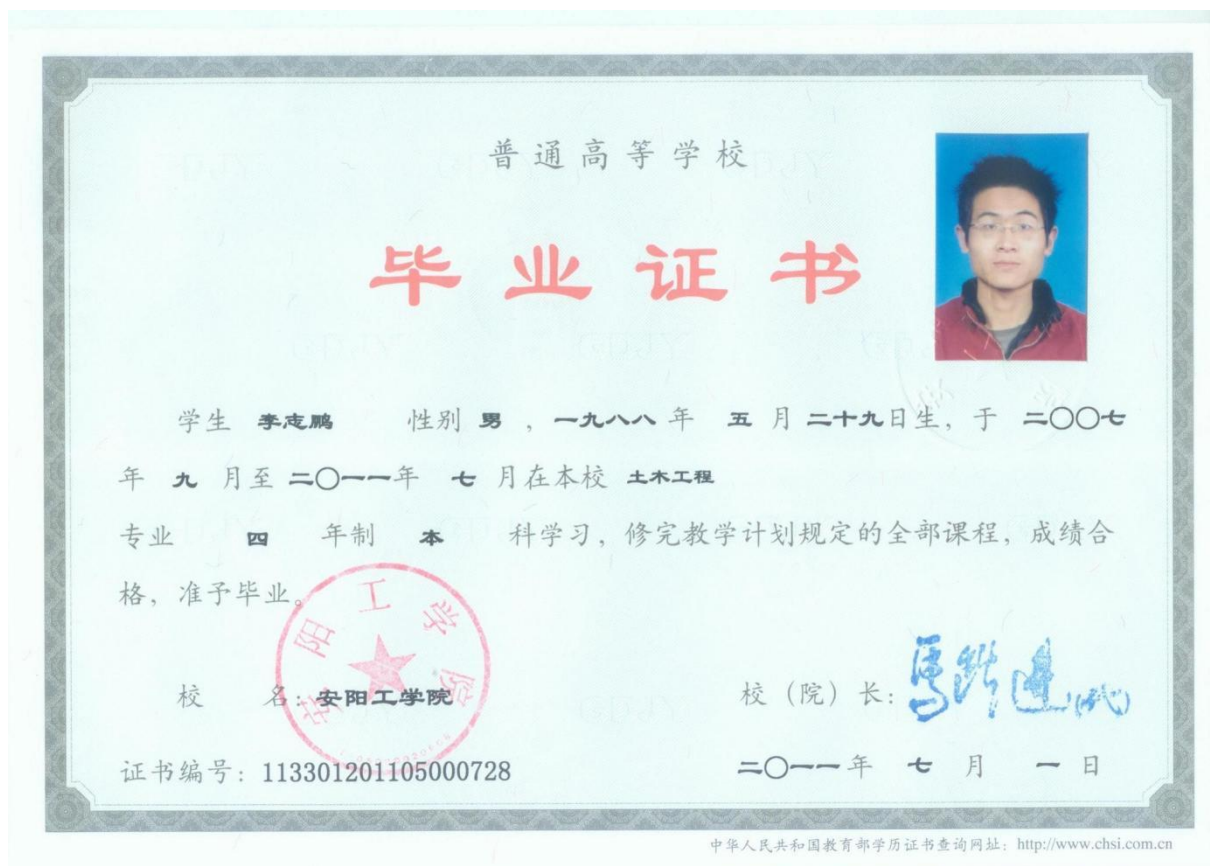 普通高等学校
毕业证书
学生 李志鹏 性别 男 ，一九八八 年 五 月 二十九日生，于 二〇〇七
年 九 月至 二〇一一年 七 月在本校 土木工程
专业 四 年制 本 科学习，修完教学计划规定的全部课程，成绩合
格，准予毕业。
安阳工学院
校 名：安阳工学院
校（院）长：
证书编号：113301201105000728
二〇一一年 七 月 一 日
中华人民共和国教育部学历证书查询网址：http://www.chsi.com.cn